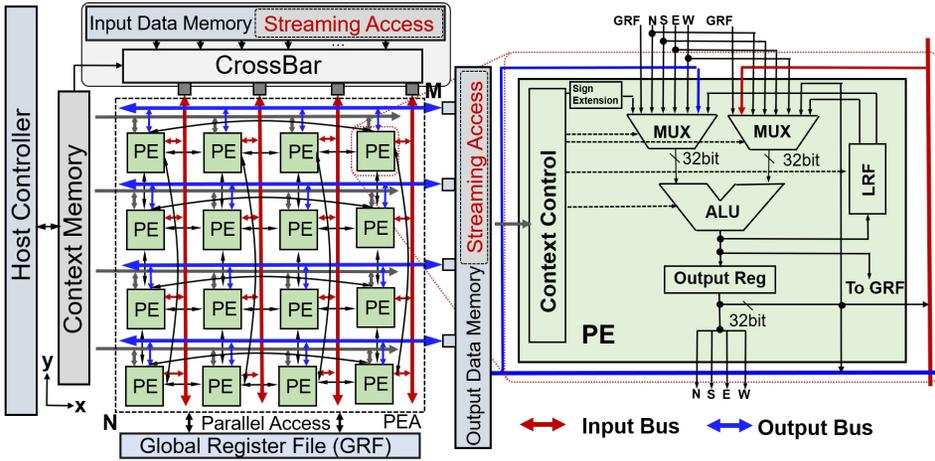 Host Controller
Context Memory
Input Data Memory
Streaming Access
...
CrossBar
M
PE PE PE PE
PE PE PE PE
PE PE PE PE
PE PE PE PE
y
x
N
Parallel Access
PEA
Global Register File (GRF)
Output Data Memory
Streaming Access
GRF N S E W GRF
Sign
Extension
Context Control
MUX
MUX
32bit
32bit
LRF
ALU
Output Reg
To GRF
32bit
PE
N S E W
Input Bus
Output Bus